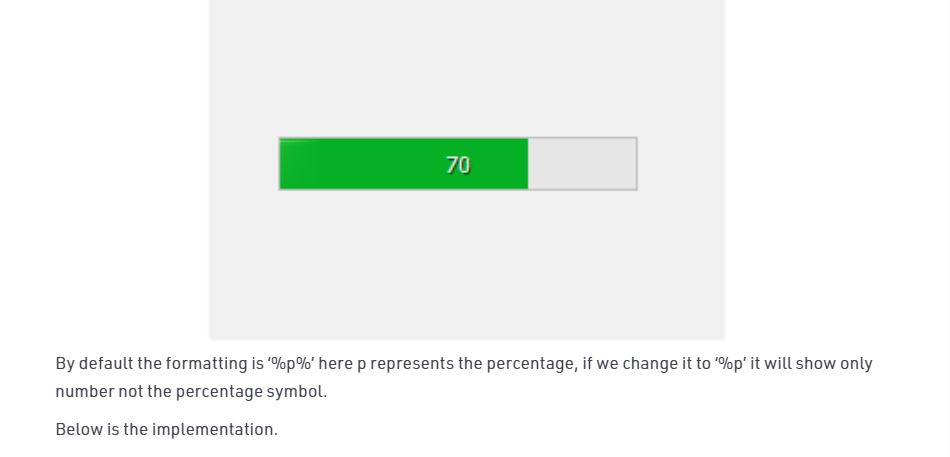 70
By default the formatting is ‘%p%’ here p represents the percentage, if we change it to ‘%p’ it will show only
number not the percentage symbol.
Below is the implementation.